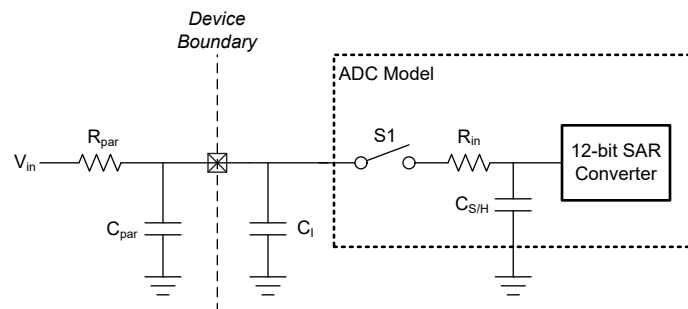 Device
Boundary
ADC Model
R_par
S1
R_in
V_in
12-bit SAR
Converter
C_par
C_I
C_S/H